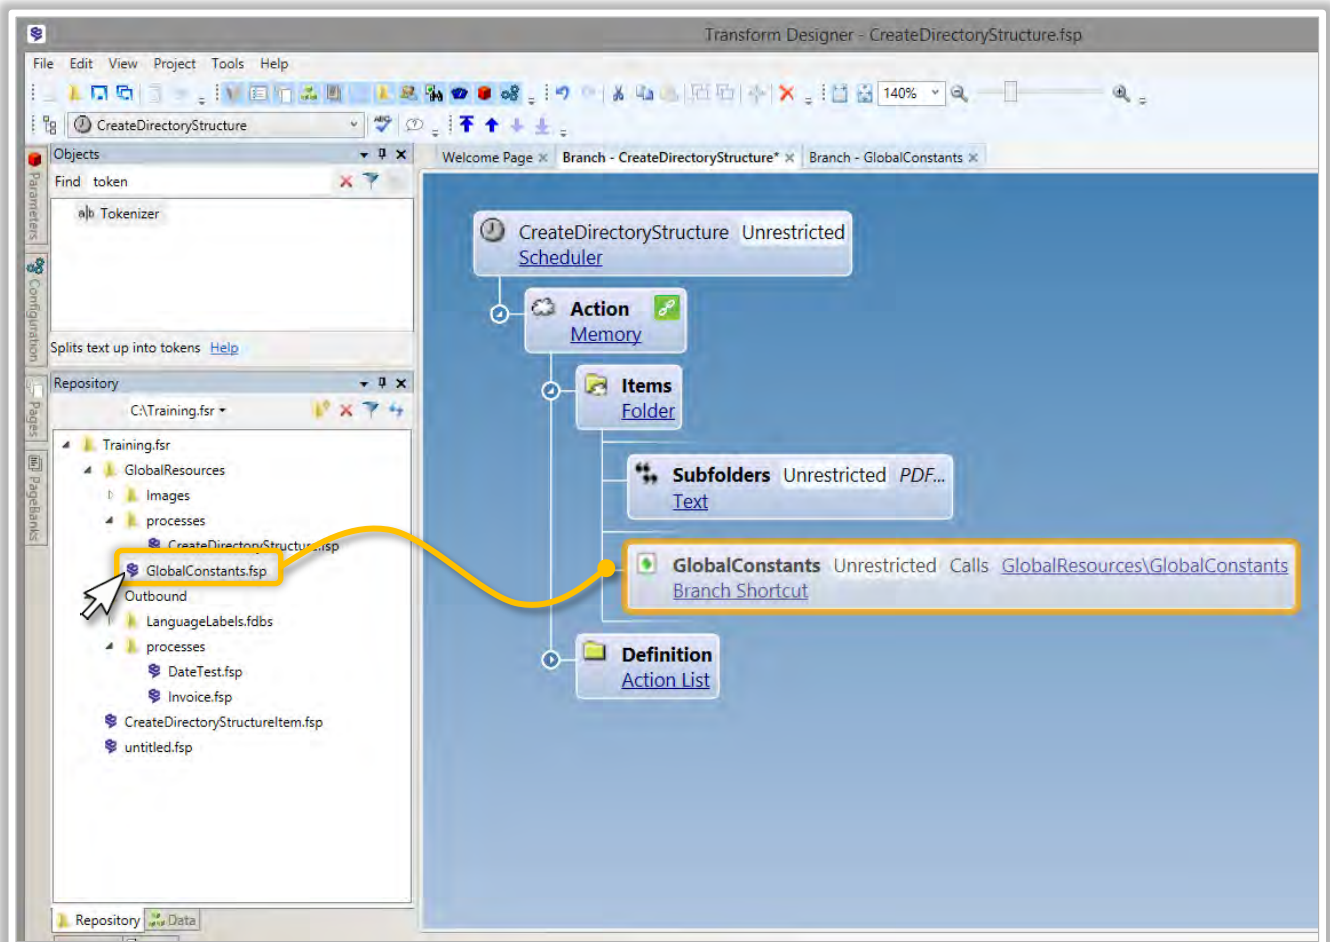 Transform Designer - CreateDirectoryStructure.fsp
File Edit View Project Tools Help
140%
CreateDirectoryStructure
Objects
Welcome Page Branch - CreateDirectoryStructure* Branch - GlobalConstants
Find token
Parameters
a|b Tokenizer
CreateDirectoryStructure Unrestricted
Scheduler
Configuration
Action
Memory
Splits text up into tokens Help
Repository
Items
Folder
C:\Training.fsr
Pages
Training.fsr
GlobalResources
Subfolders Unrestricted PDF...
Text
PageBanks
Images
processes
CreateDirectoryStructure.fsp
GlobalConstants.fsp
GlobalConstants Unrestricted Calls GlobalResources\GlobalConstants
Branch Shortcut
Outbound
LanguageLabels.fdbs
processes
Definition
Action List
DateTest.fsp
Invoice.fsp
CreateDirectoryStructureItem.fsp
untitled.fsp
Repository Data